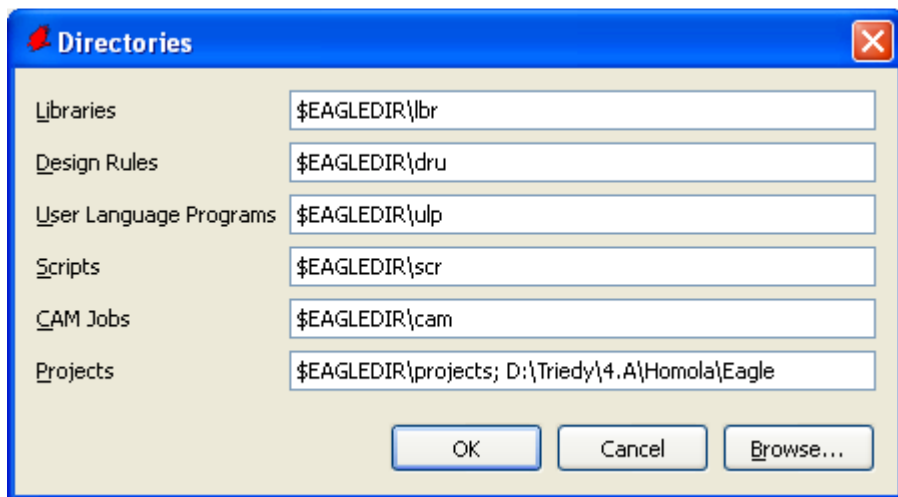 Directories
Libraries $EAGLEDIR\lbr
Design Rules $EAGLEDIR\dru
User Language Programs $EAGLEDIR\ulp
Scripts $EAGLEDIR\scr
CAM Jobs $EAGLEDIR\cam
Projects $EAGLEDIR\projects; D:\Triedy\4.A\Homola\Eagle
OK Cancel Browse...